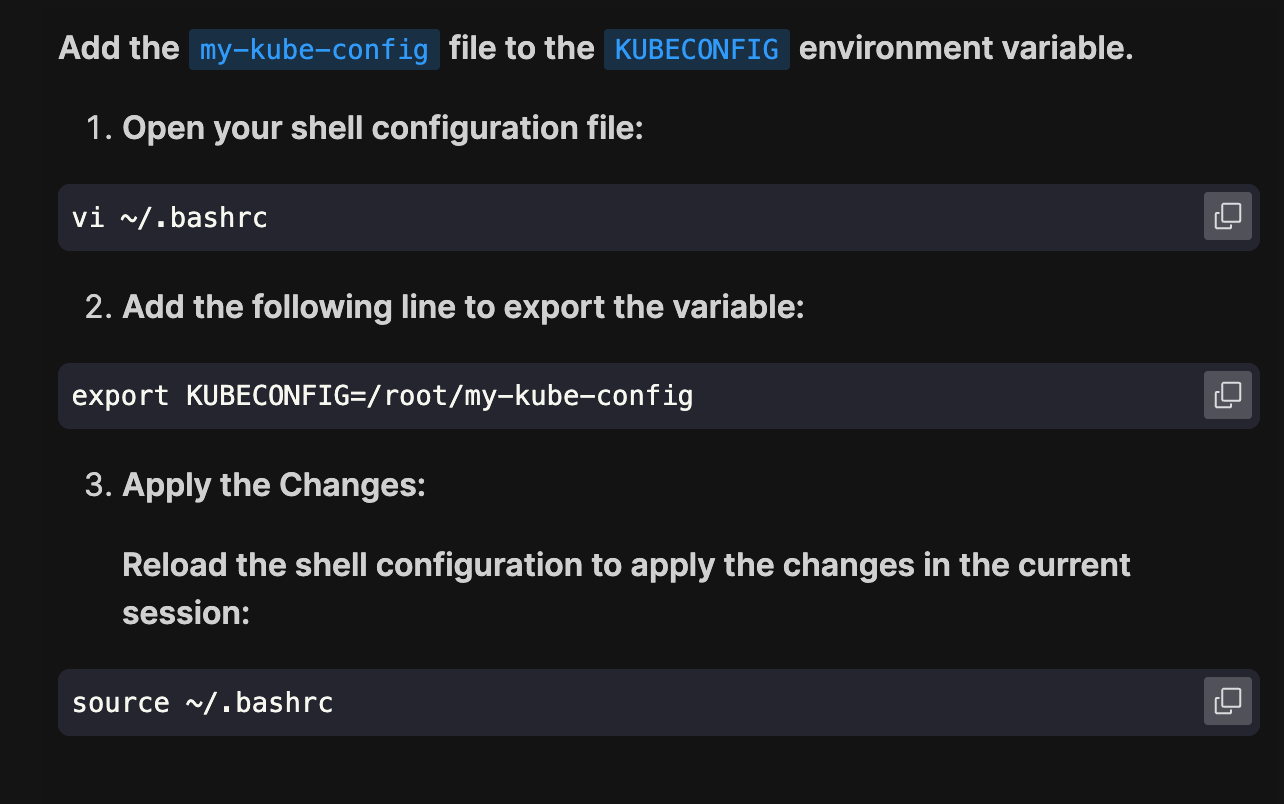 Add the my-kube-config file to the KUBECONFIG environment variable.
1. Open your shell configuration file:
vi ~/.bashrc
2. Add the following line to export the variable:
export KUBECONFIG=/root/my-kube-config
3. Apply the Changes:
Reload the shell configuration to apply the changes in the current
session:
source ~/.bashrc